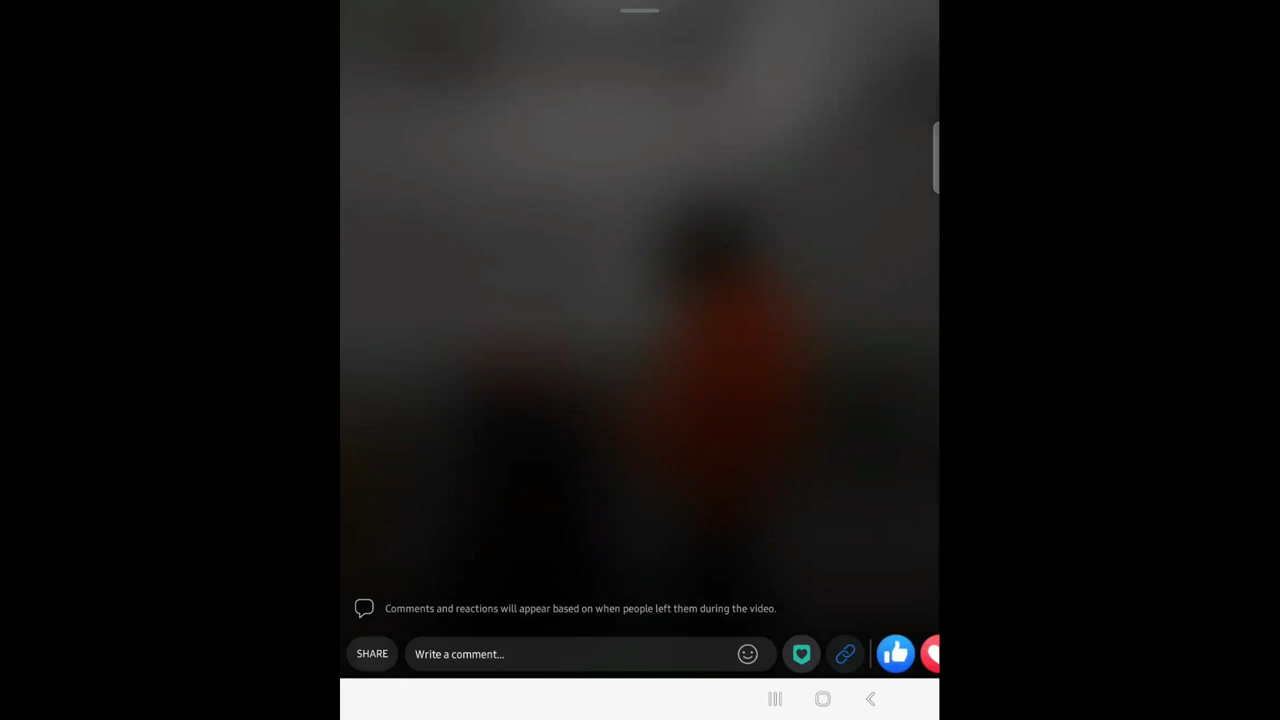 Comments and reactions will appear based on when people left them during the video.
SHARE
Write a comment...